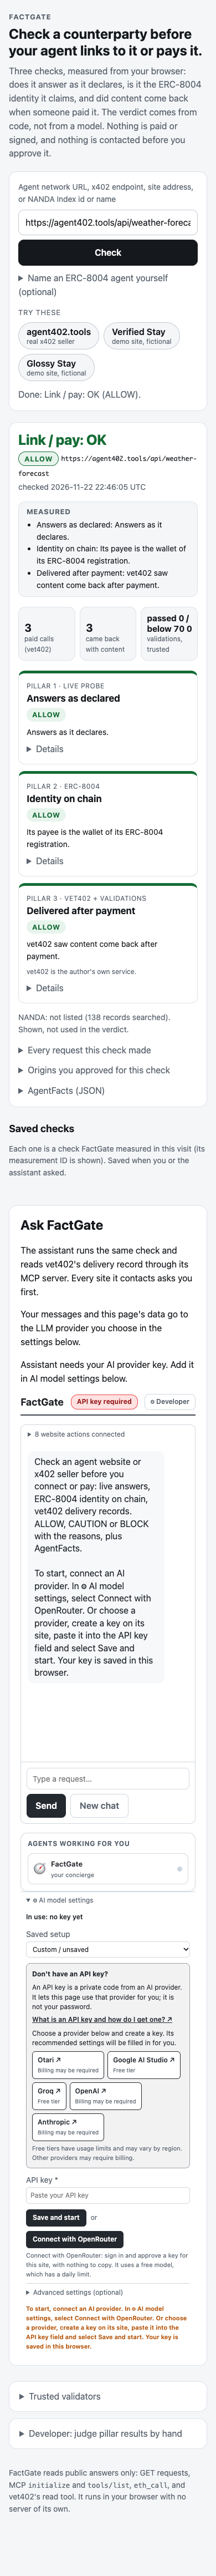 FACTGATE
Check a counterparty before
your agent links to it or pays it.
Three checks, measured from your browser:
does it answer as it declares, is it the ERC-8004
identity it claims, and did content come back
when someone paid it. The verdict comes from
code, not from a model. Nothing is paid or
signed, and nothing is contacted before you
approve it.
Agent network URL, x402 endpoint, site address,
or NANDA Index id or name
https://agent402.tools/api/weather-foreca
Check
▶ Name an ERC-8004 agent yourself
(optional)
TRY THESE
agent402.tools
real x402 seller
Verified Stay
demo site, fictional
Glossy Stay
demo site, fictional
Done: Link / pay: OK (ALLOW).
Link / pay: OK
ALLOW https://agent402.tools/api/weather-
forecast
checked 2026-11-22 22:46:05 UTC
MEASURED
• Answers as declared: Answers as it
declares.
• Identity on chain: Its payee is the wallet of
its ERC-8004 registration.
• Delivered after payment: vet402 saw
content come back after payment.
3
paid calls
(vet402)
3
came back
with content
passed 0 /
below 70 0
validations,
trusted
PILLAR 1 · LIVE PROBE
Answers as declared
ALLOW
Answers as it declares.
▶ Details
PILLAR 2 · ERC-8004
Identity on chain
ALLOW
Its payee is the wallet of its ERC-8004
registration.
▶ Details
PILLAR 3 · VET402 + VALIDATIONS
Delivered after payment
ALLOW
vet402 saw content come back after
payment.
vet402 is the author's own service.
▶ Details
NANDA: not listed (138 records searched).
Shown, not used in the verdict.
▶ Every request this check made
▶ Origins you approved for this check
▶ AgentFacts (JSON)
Saved checks
Each one is a check FactGate measured in this visit (its
measurement ID is shown). Saved when you or the
assistant asked.
Ask FactGate
The assistant runs the same check and
reads vet402's delivery record through its
MCP server. Every site it contacts asks you
first.
Your messages and this page's data go to
the LLM provider you choose in the
settings below.
Assistant needs your AI provider key. Add it
in AI model settings below.
FactGate
API key required
⚙ Developer
▶ 8 website actions connected
Check an agent website or
x402 seller before you
connect or pay: live answers,
ERC-8004 identity on chain,
vet402 delivery records.
ALLOW, CAUTION or BLOCK
with the reasons, plus
AgentFacts.
To start, connect an AI
provider. In ⚙ AI model
settings, select Connect with
OpenRouter. Or choose a
provider, create a key on its
site, paste it into the API key
field and select Save and
start. Your key is saved in this
browser.
Type a request...
Send
New chat
AGENTS WORKING FOR YOU
FactGate
your concierge
▼ ⚙ AI model settings
In use: no key yet
Saved setup
Custom / unsaved
Don't have an API key?
An API key is a private code from an AI provider.
It lets this page use that provider for you; it is
not your password.
What is an API key and how do I get one? ↗
Choose a provider below and create a key. Its
recommended settings will be filled in for you.
Otari ↗
Billing may be required
Google AI Studio ↗
Free tier
Groq ↗
Free tier
OpenAI ↗
Billing may be required
Anthropic ↗
Billing may be required
Free tiers have usage limits and may vary by region.
Other providers may require billing.
API key *
Paste your API key
Save and start
or
Connect with OpenRouter
Connect with OpenRouter: sign in and approve a key for
this site, with nothing to copy. It uses a free model,
which has a daily limit.
▶ Advanced settings (optional)
To start, connect an AI provider. In ⚙ AI model
settings, select Connect with OpenRouter. Or choose
a provider, create a key on its site, paste it into the
API key field and select Save and start. Your key is
saved in this browser.
▶ Trusted validators
▶ Developer: judge pillar results by hand
FactGate reads public answers only: GET requests,
MCP initialize and tools/list, eth_call, and
vet402's read tool. It runs in your browser with no
server of its own.